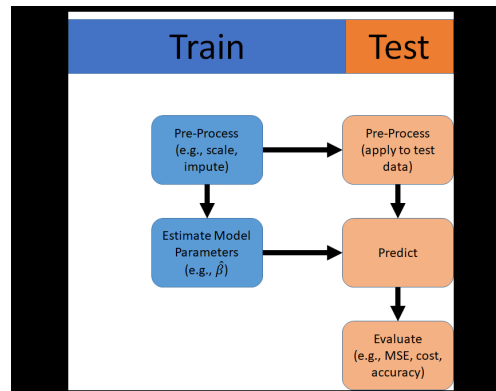 Train
Test
Pre-Process
(e.g., scale,
impute)
Pre-Process
(apply to test
data)
Estimate Model
Parameters
(e.g., β̂)
Predict
Evaluate
(e.g., MSE, cost,
accuracy)